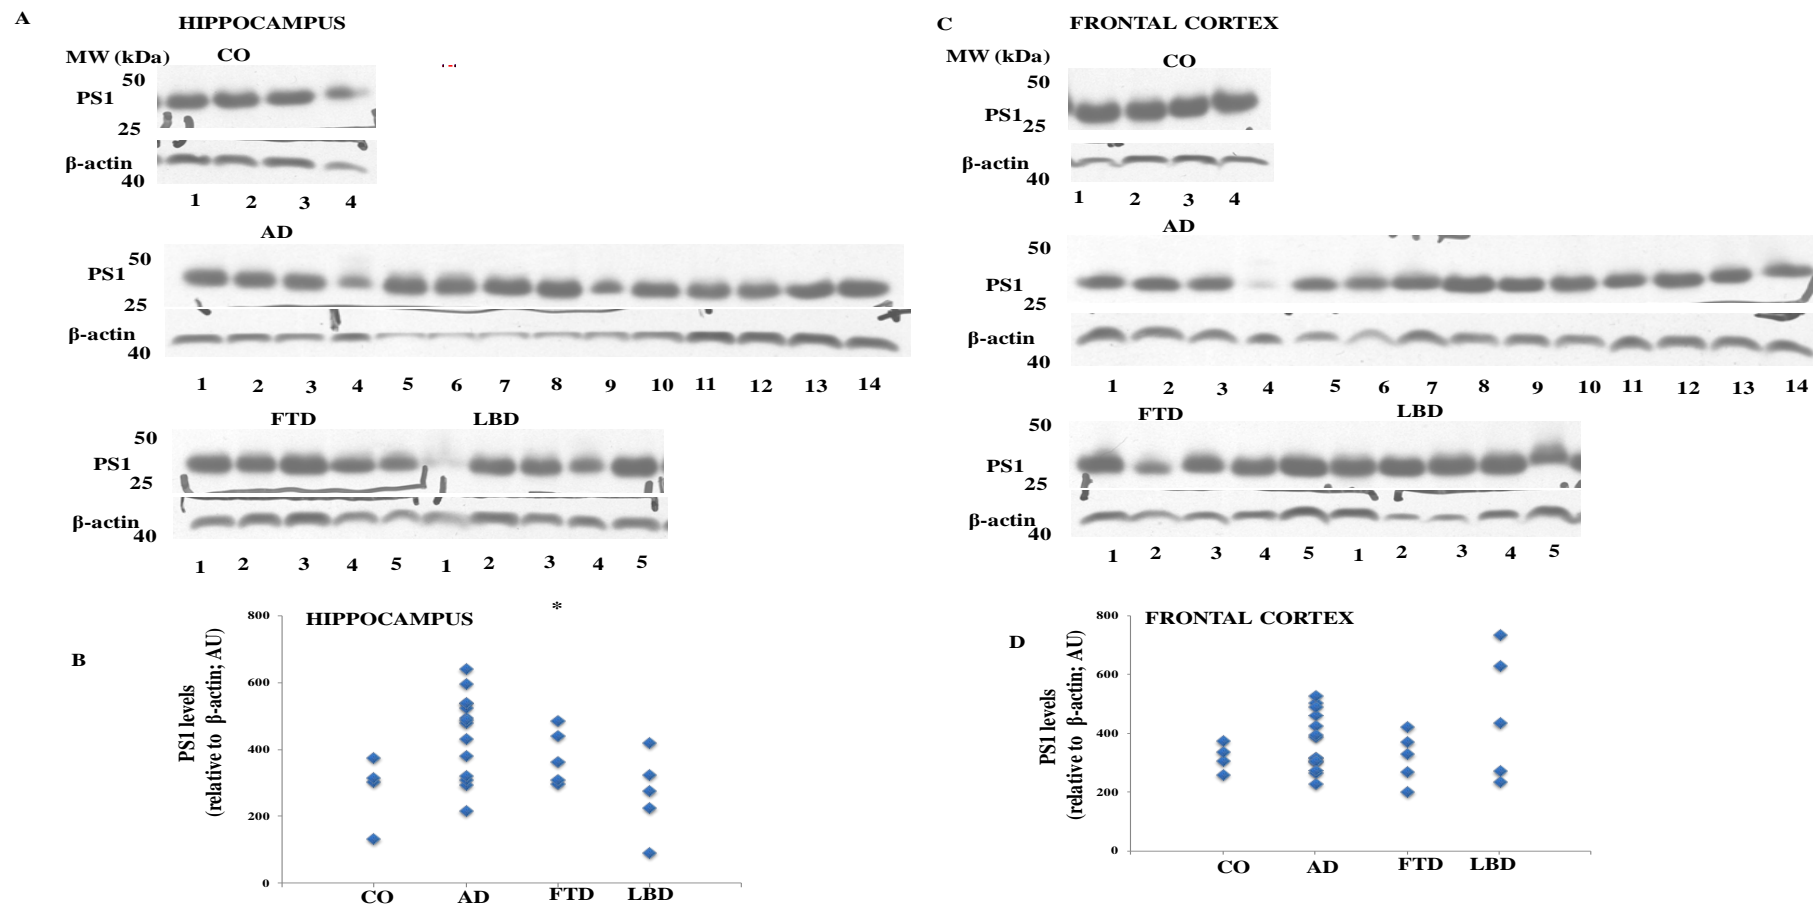 A
HIPPOCAMPUS
MW (kDa)
CO
50
PS1
25
β-actin
40
1 2 3 4
AD
50
PS1
25
β-actin
40
1 2 3 4 5 6 7 8 9 10 11 12 13 14
FTD LBD
50
PS1
25
β-actin
40
1 2 3 4 5 1 2 3 4 5
B
*
HIPPOCAMPUS
PS1 levels
(relative to β-actin; AU)
800
600
400
200
0
CO AD FTD LBD
C
FRONTAL CORTEX
MW (kDa)
CO
50
PS1
25
β-actin
40
1 2 3 4
AD
50
PS1
25
β-actin
40
1 2 3 4 5 6 7 8 9 10 11 12 13 14
FTD LBD
50
PS1
25
β-actin
40
1 2 3 4 5 1 2 3 4 5
D
FRONTAL CORTEX
PS1 levels
(relative to β-actin; AU)
800
600
400
200
0
CO AD FTD LBD